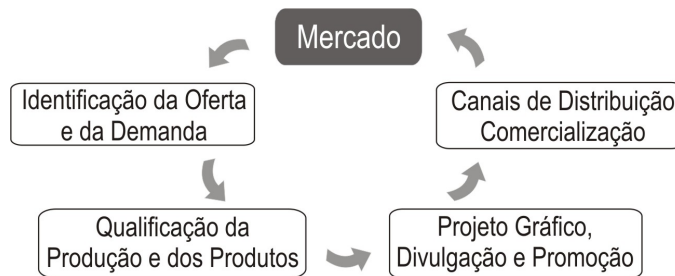 Mercado
Identificação da Oferta
e da Demanda
Canais de Distribuição
Comercialização
Qualificação da
Produção e dos Produtos
Projeto Gráfico,
Divulgação e Promoção